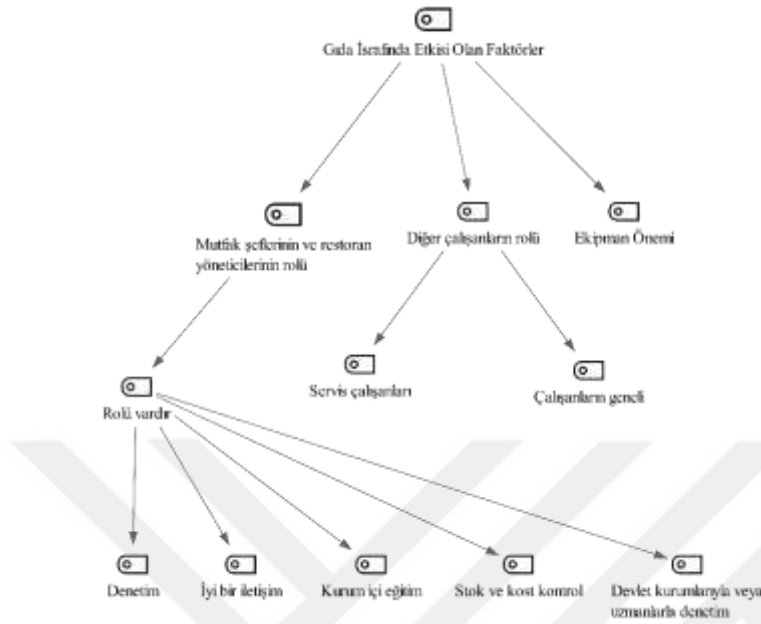 Gıda İsrafında Etkisi Olan Faktörler
Mutfak şeflerinin ve restoran
yöneticilerinin rolü
Diğer çalışanların rolü
Ekipman Önemi
Servis çalışanları
Çalışanların geneli
Rolü vardır
Denetim
İyi bir iletişim
Kurum içi eğitim
Stok ve kost kontrol
Devlet kurumlarıyla veya
uzmanlarla denetim